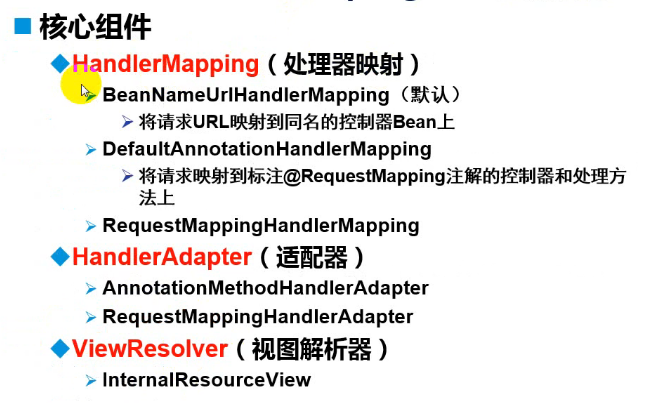 核心组件
HandlerMapping（处理器映射）
BeanNameUrlHandlerMapping（默认）
将请求URL映射到同名的控制器Bean上
DefaultAnnotationHandlerMapping
将请求映射到标注@RequestMapping注解的控制器和处理方
法上
RequestMappingHandlerMapping
HandlerAdapter（适配器）
AnnotationMethodHandlerAdapter
RequestMappingHandlerAdapter
ViewResolver（视图解析器）
InternalResourceView